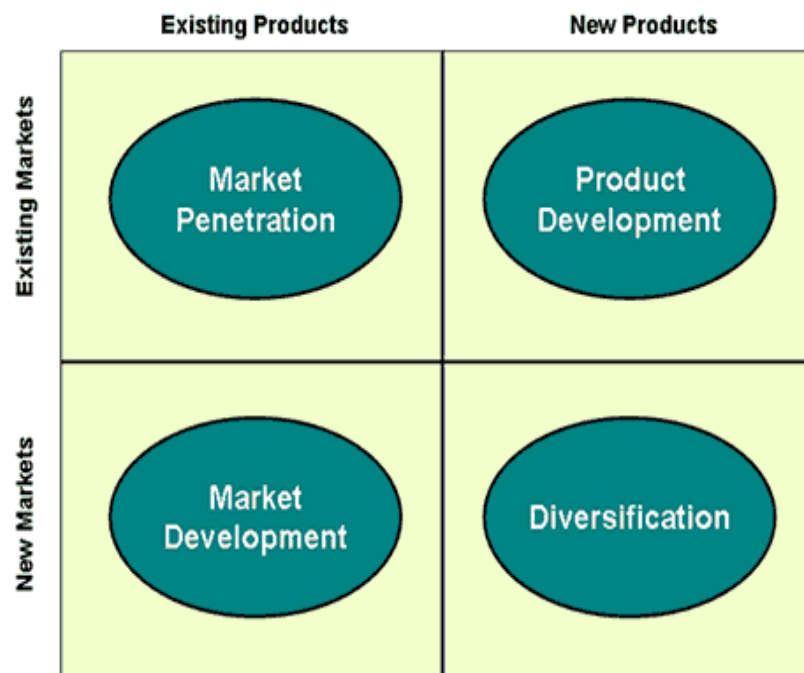 Existing Products New Products
Existing Markets
Market
Penetration
Product
Development
New Markets
Market
Development
Diversification